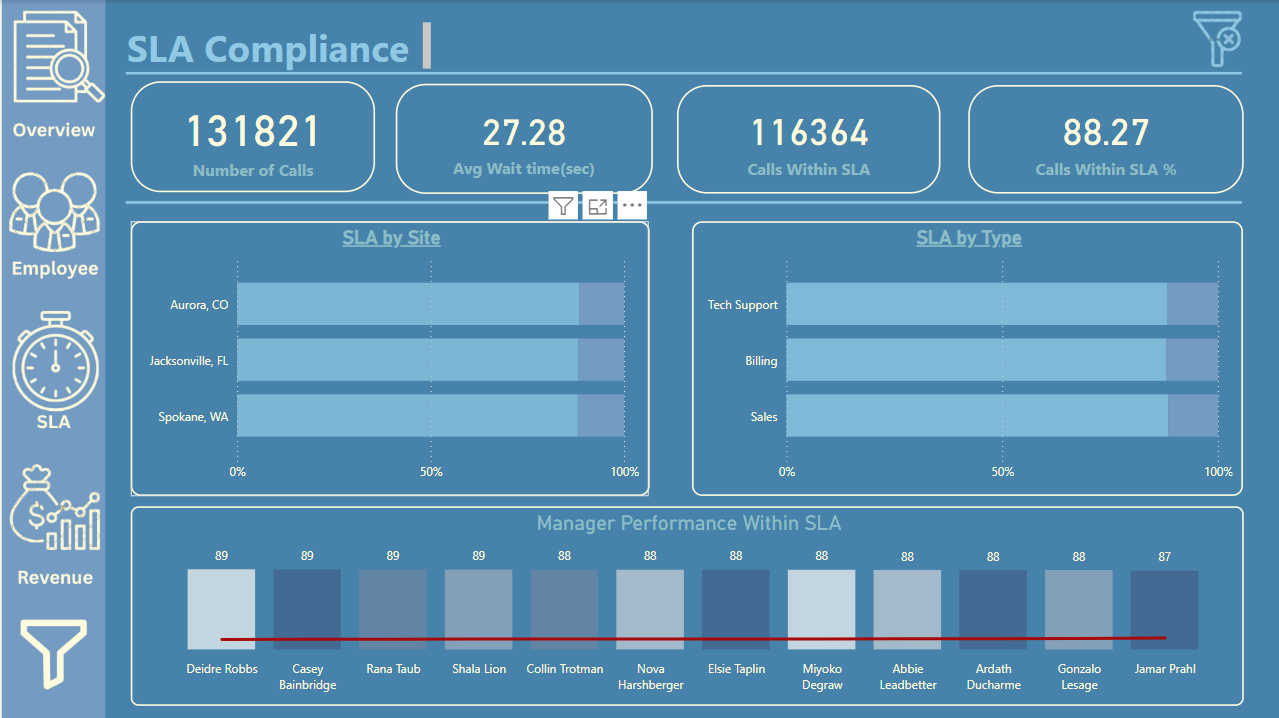 SLA Compliance
Overview
Employee
SLA
Revenue
$
131821
Number of Calls
27.28
Avg Wait time(sec)
116364
Calls Within SLA
88.27
Calls Within SLA %
SLA by Site
Aurora, CO
Jacksonville, FL
Spokane, WA
0% 50% 100%
SLA by Type
Tech Support
Billing
Sales
0% 50% 100%
Manager Performance Within SLA
89 89 89 89 88 88 88 88 88 88 88 87
Deidre Robbs
Casey
Bainbridge
Rana Taub
Shala Lion
Collin Trotman
Nova
Harshberger
Elsie Taplin
Miyoko
Degraw
Abbie
Leadbetter
Ardath
Ducharme
Gonzalo
Lesage
Jamar Prahl